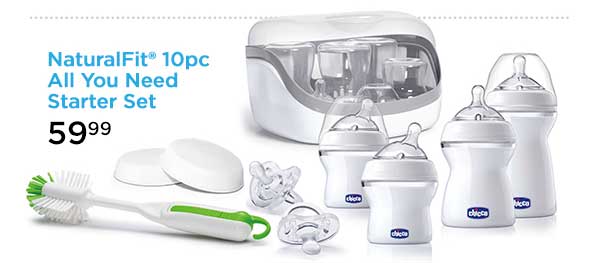 NaturalFit® 10pc
All You Need
Starter Set
59⁹⁹
chicco
chicco
chicco
chicco